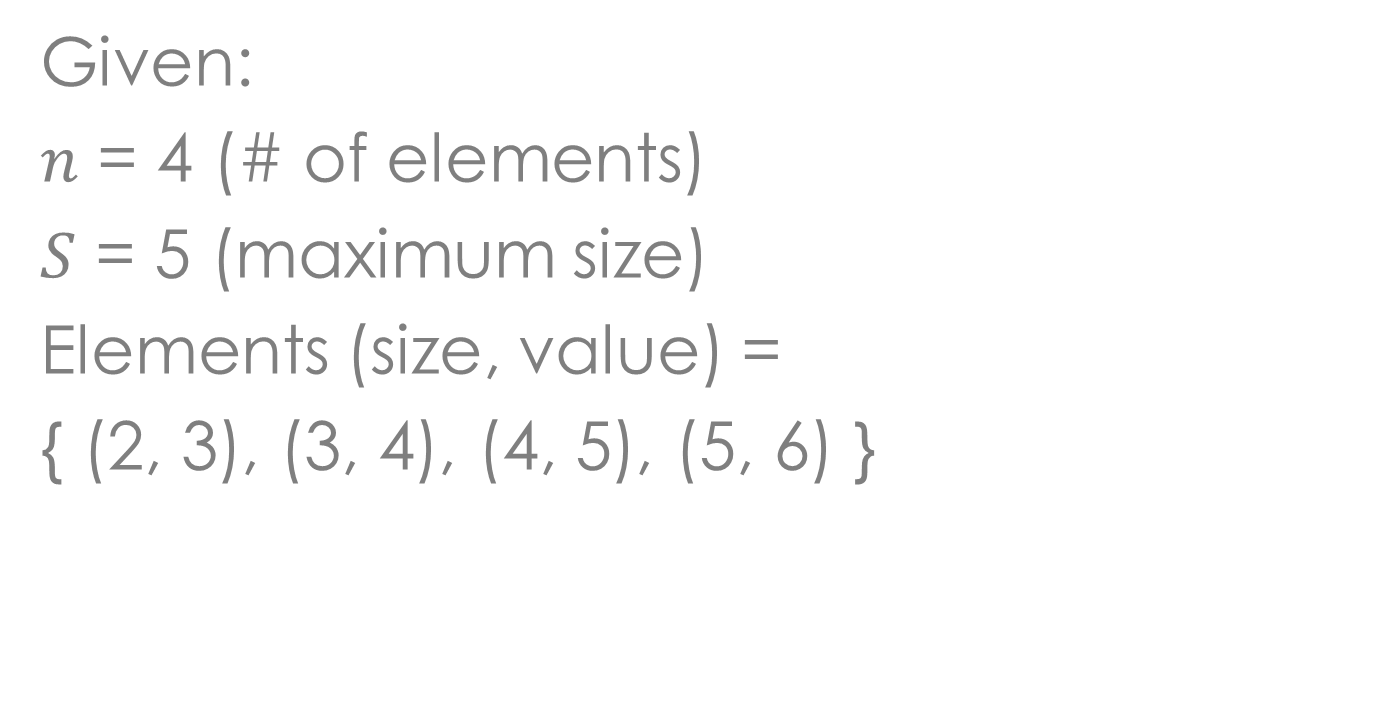 Given:
n = 4 (# of elements)
S = 5 (maximum size)
Elements (size, value) =
{ (2, 3), (3, 4), (4, 5), (5, 6) }